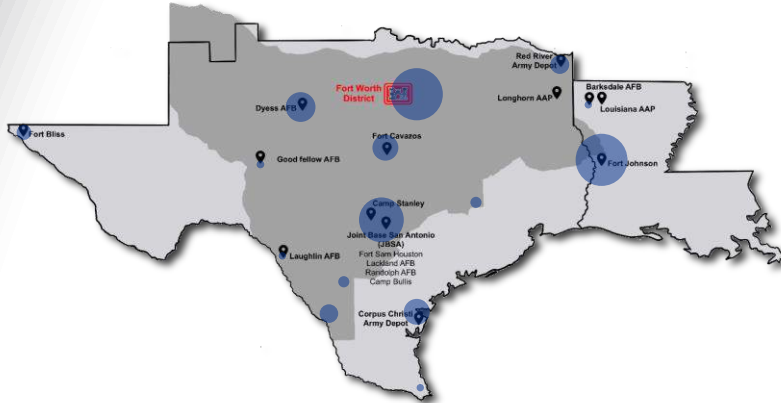 Red River
Army Depot
Barksdale AFB
Fort Worth
District
Longhorn AAP
Louisiana AAP
Dyess AFB
Fort Bliss
Fort Cavazos
Good fellow AFB
Fort Johnson
Camp Stanley
Joint Base San Antonio
(JBSA)
Fort Sam Houston
Lackland AFB
Randolph AFB
Camp Bullis
Laughlin AFB
Corpus Christi
Army Depot